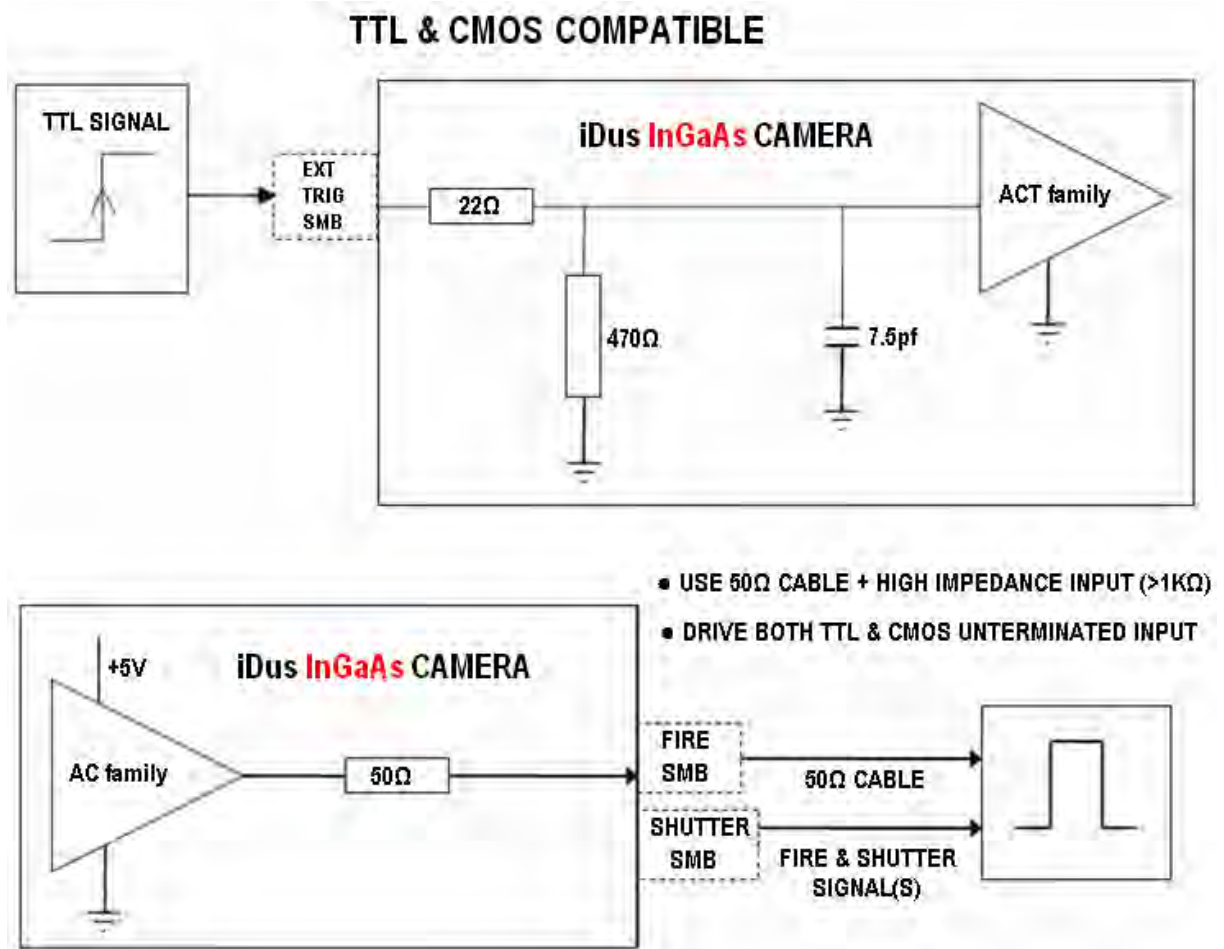 TTL & CMOS COMPATIBLE
TTL SIGNAL
EXT
TRIG
SMB
iDus InGaAs CAMERA
22Ω
470Ω
7.5pf
ACT family
● USE 50Ω CABLE + HIGH IMPEDANCE INPUT (>1KΩ)
● DRIVE BOTH TTL & CMOS UNTERMINATED INPUT
+5V
iDus InGaAs CAMERA
AC family
50Ω
FIRE
SMB
50Ω CABLE
SHUTTER
SMB
FIRE & SHUTTER
SIGNAL(S)